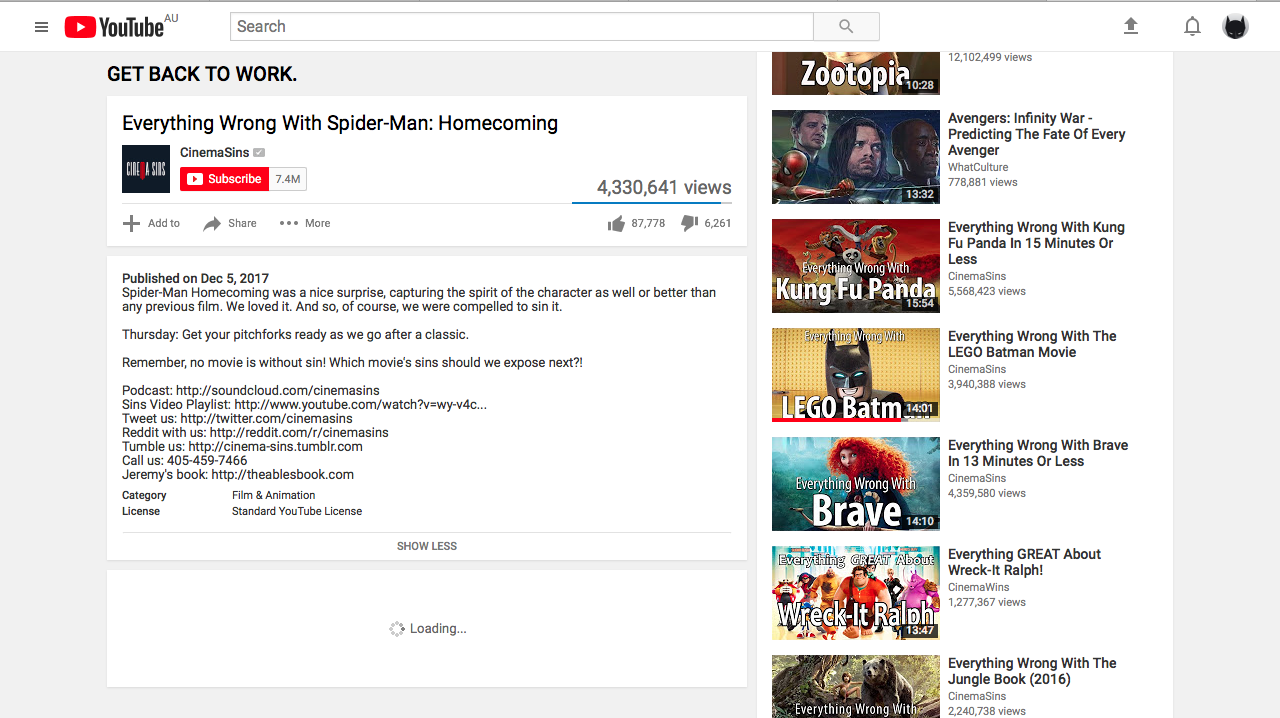 YouTube AU
Search
GET BACK TO WORK.
Everything Wrong With Spider-Man: Homecoming
CINEMA SINS
CinemaSins
Subscribe 7.4M
4,330,641 views
Add to Share More 87,778 6,261
Published on Dec 5, 2017
Spider-Man Homecoming was a nice surprise, capturing the spirit of the character as well or better than
any previous film. We loved it. And so, of course, we were compelled to sin it.
Thursday: Get your pitchforks ready as we go after a classic.
Remember, no movie is without sin! Which movie's sins should we expose next?!
Podcast: http://soundcloud.com/cinemasins
Sins Video Playlist: http://www.youtube.com/watch?v=wy-v4c...
Tweet us: http://twitter.com/cinemasins
Reddit with us: http://reddit.com/r/cinemasins
Tumble us: http://cinema-sins.tumblr.com
Call us: 405-459-7466
Jeremy's book: http://theablesbook.com
Category Film & Animation
License Standard YouTube License
SHOW LESS
Loading...
Zootopia
10:28
12,102,499 views
13:32
Avengers: Infinity War -
Predicting The Fate Of Every
Avenger
WhatCulture
778,881 views
Everything Wrong With
Kung Fu Panda
15:54
Everything Wrong With Kung
Fu Panda In 15 Minutes Or
Less
CinemaSins
5,568,423 views
Everything Wrong With
LEGO Batman
14:01
Everything Wrong With The
LEGO Batman Movie
CinemaSins
3,940,388 views
Everything Wrong With
Brave
14:10
Everything Wrong With Brave
In 13 Minutes Or Less
CinemaSins
4,359,580 views
Everything GREAT About
Wreck-It Ralph
13:47
Everything GREAT About
Wreck-It Ralph!
CinemaWins
1,277,367 views
Everything Wrong With
Everything Wrong With The
Jungle Book (2016)
CinemaSins
2,240,738 views